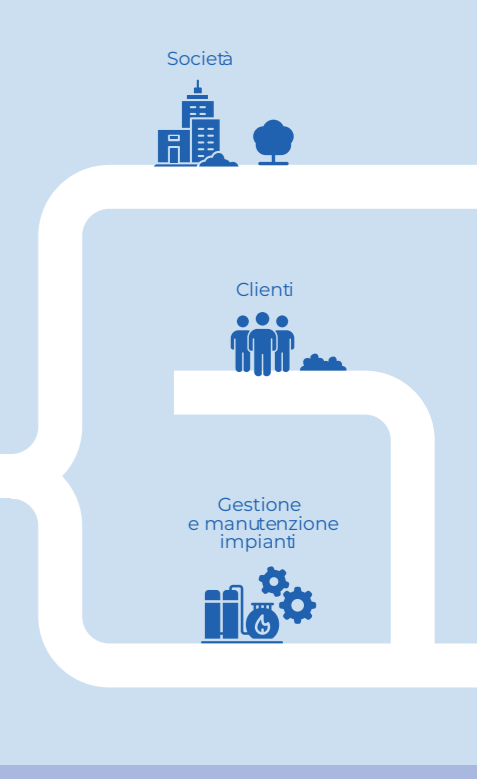 Società
Clienti
Gestione
e manutenzione
impianti